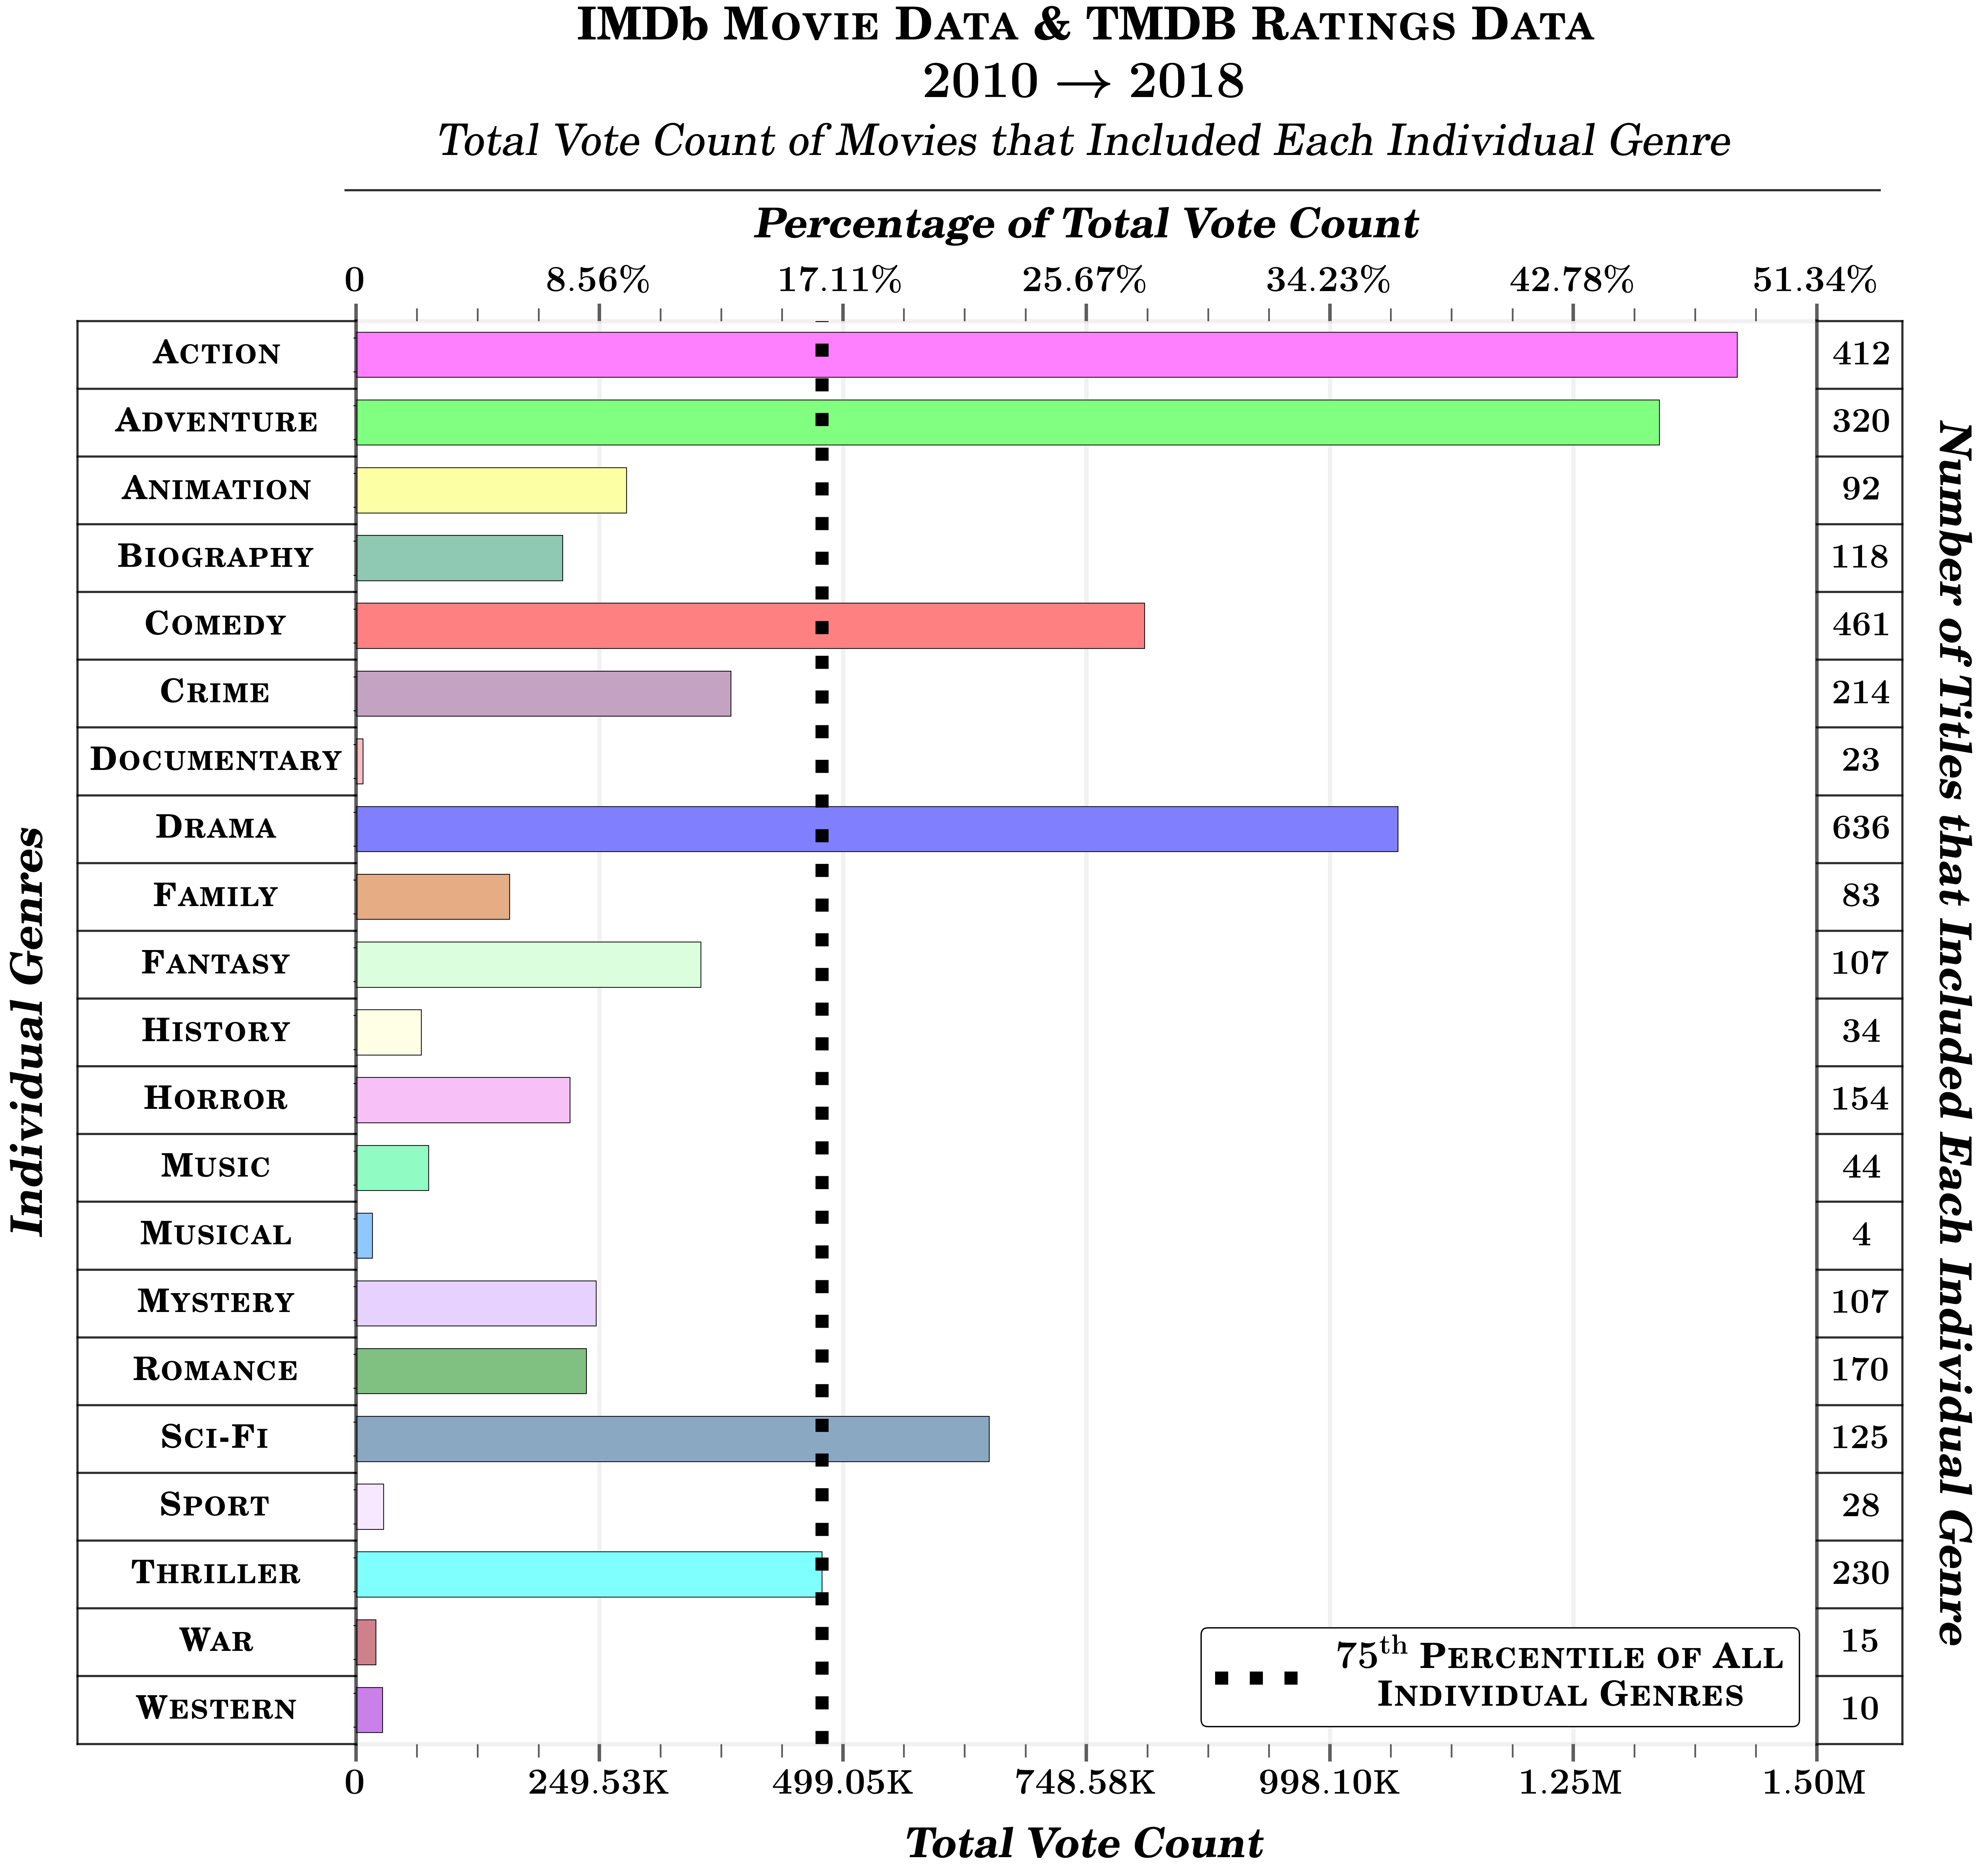 IMDb Movie Data & TMDB Ratings Data
2010 → 2018
Total Vote Count of Movies that Included Each Individual Genre
Percentage of Total Vote Count
0 8.56% 17.11% 25.67% 34.23% 42.78% 51.34%
Individual Genres
Action 412
Adventure 320
Animation 92
Biography 118
Comedy 461
Crime 214
Documentary 23
Drama 636
Family 83
Fantasy 107
History 34
Horror 154
Music 44
Musical 4
Mystery 107
Romance 170
Sci-Fi 125
Sport 28
Thriller 230
War 15
Western 10
Number of Titles that Included Each Individual Genre
75th Percentile of All
Individual Genres
0 249.53K 499.05K 748.58K 998.10K 1.25M 1.50M
Total Vote Count